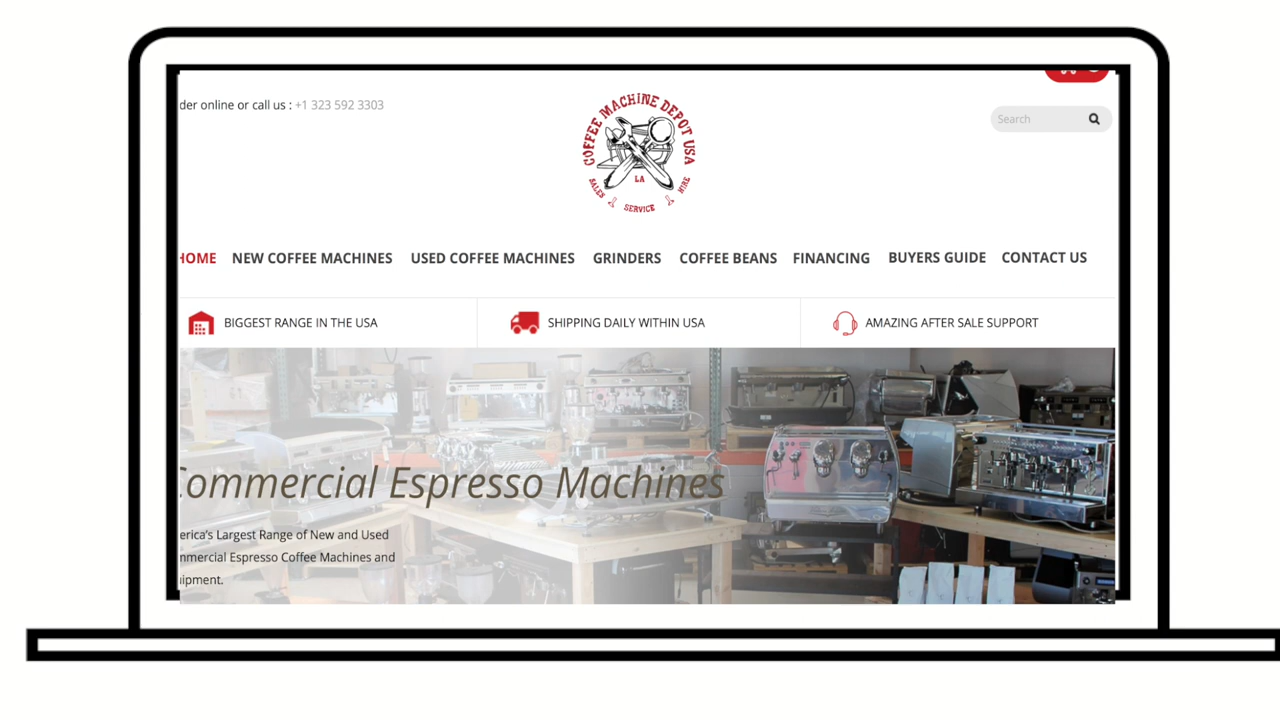 der online or call us : +1 323 592 3303
Search
COFFEE MACHINE DEPOT USA
LA
SALES SERVICE HIRE
HOME NEW COFFEE MACHINES USED COFFEE MACHINES GRINDERS COFFEE BEANS FINANCING BUYERS GUIDE CONTACT US
BIGGEST RANGE IN THE USA SHIPPING DAILY WITHIN USA AMAZING AFTER SALE SUPPORT
Commercial Espresso Machines
erica's Largest Range of New and Used
nmercial Espresso Coffee Machines and
uipment.